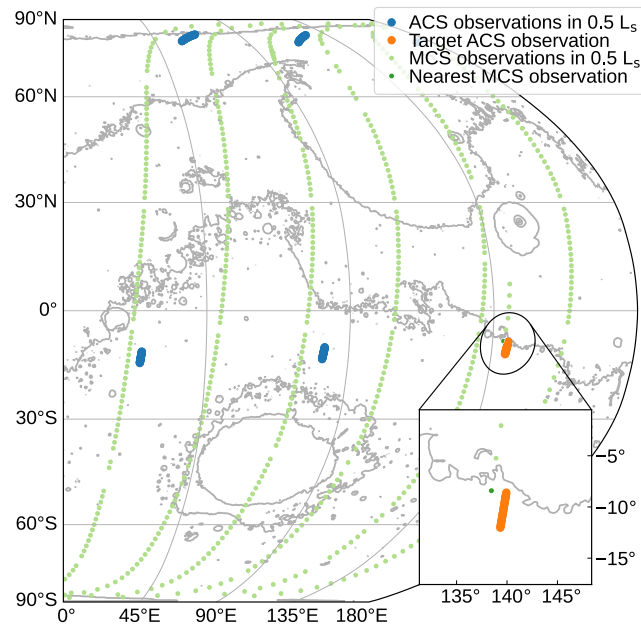 90°N
60°N
30°N
0°
30°S
60°S
90°S
0°
45°E
90°E
135°E
180°E
ACS observations in 0.5 Lₛ
Target ACS observation
MCS observations in 0.5 Lₛ
Nearest MCS observation
−5°
−10°
−15°
135°
140°
145°